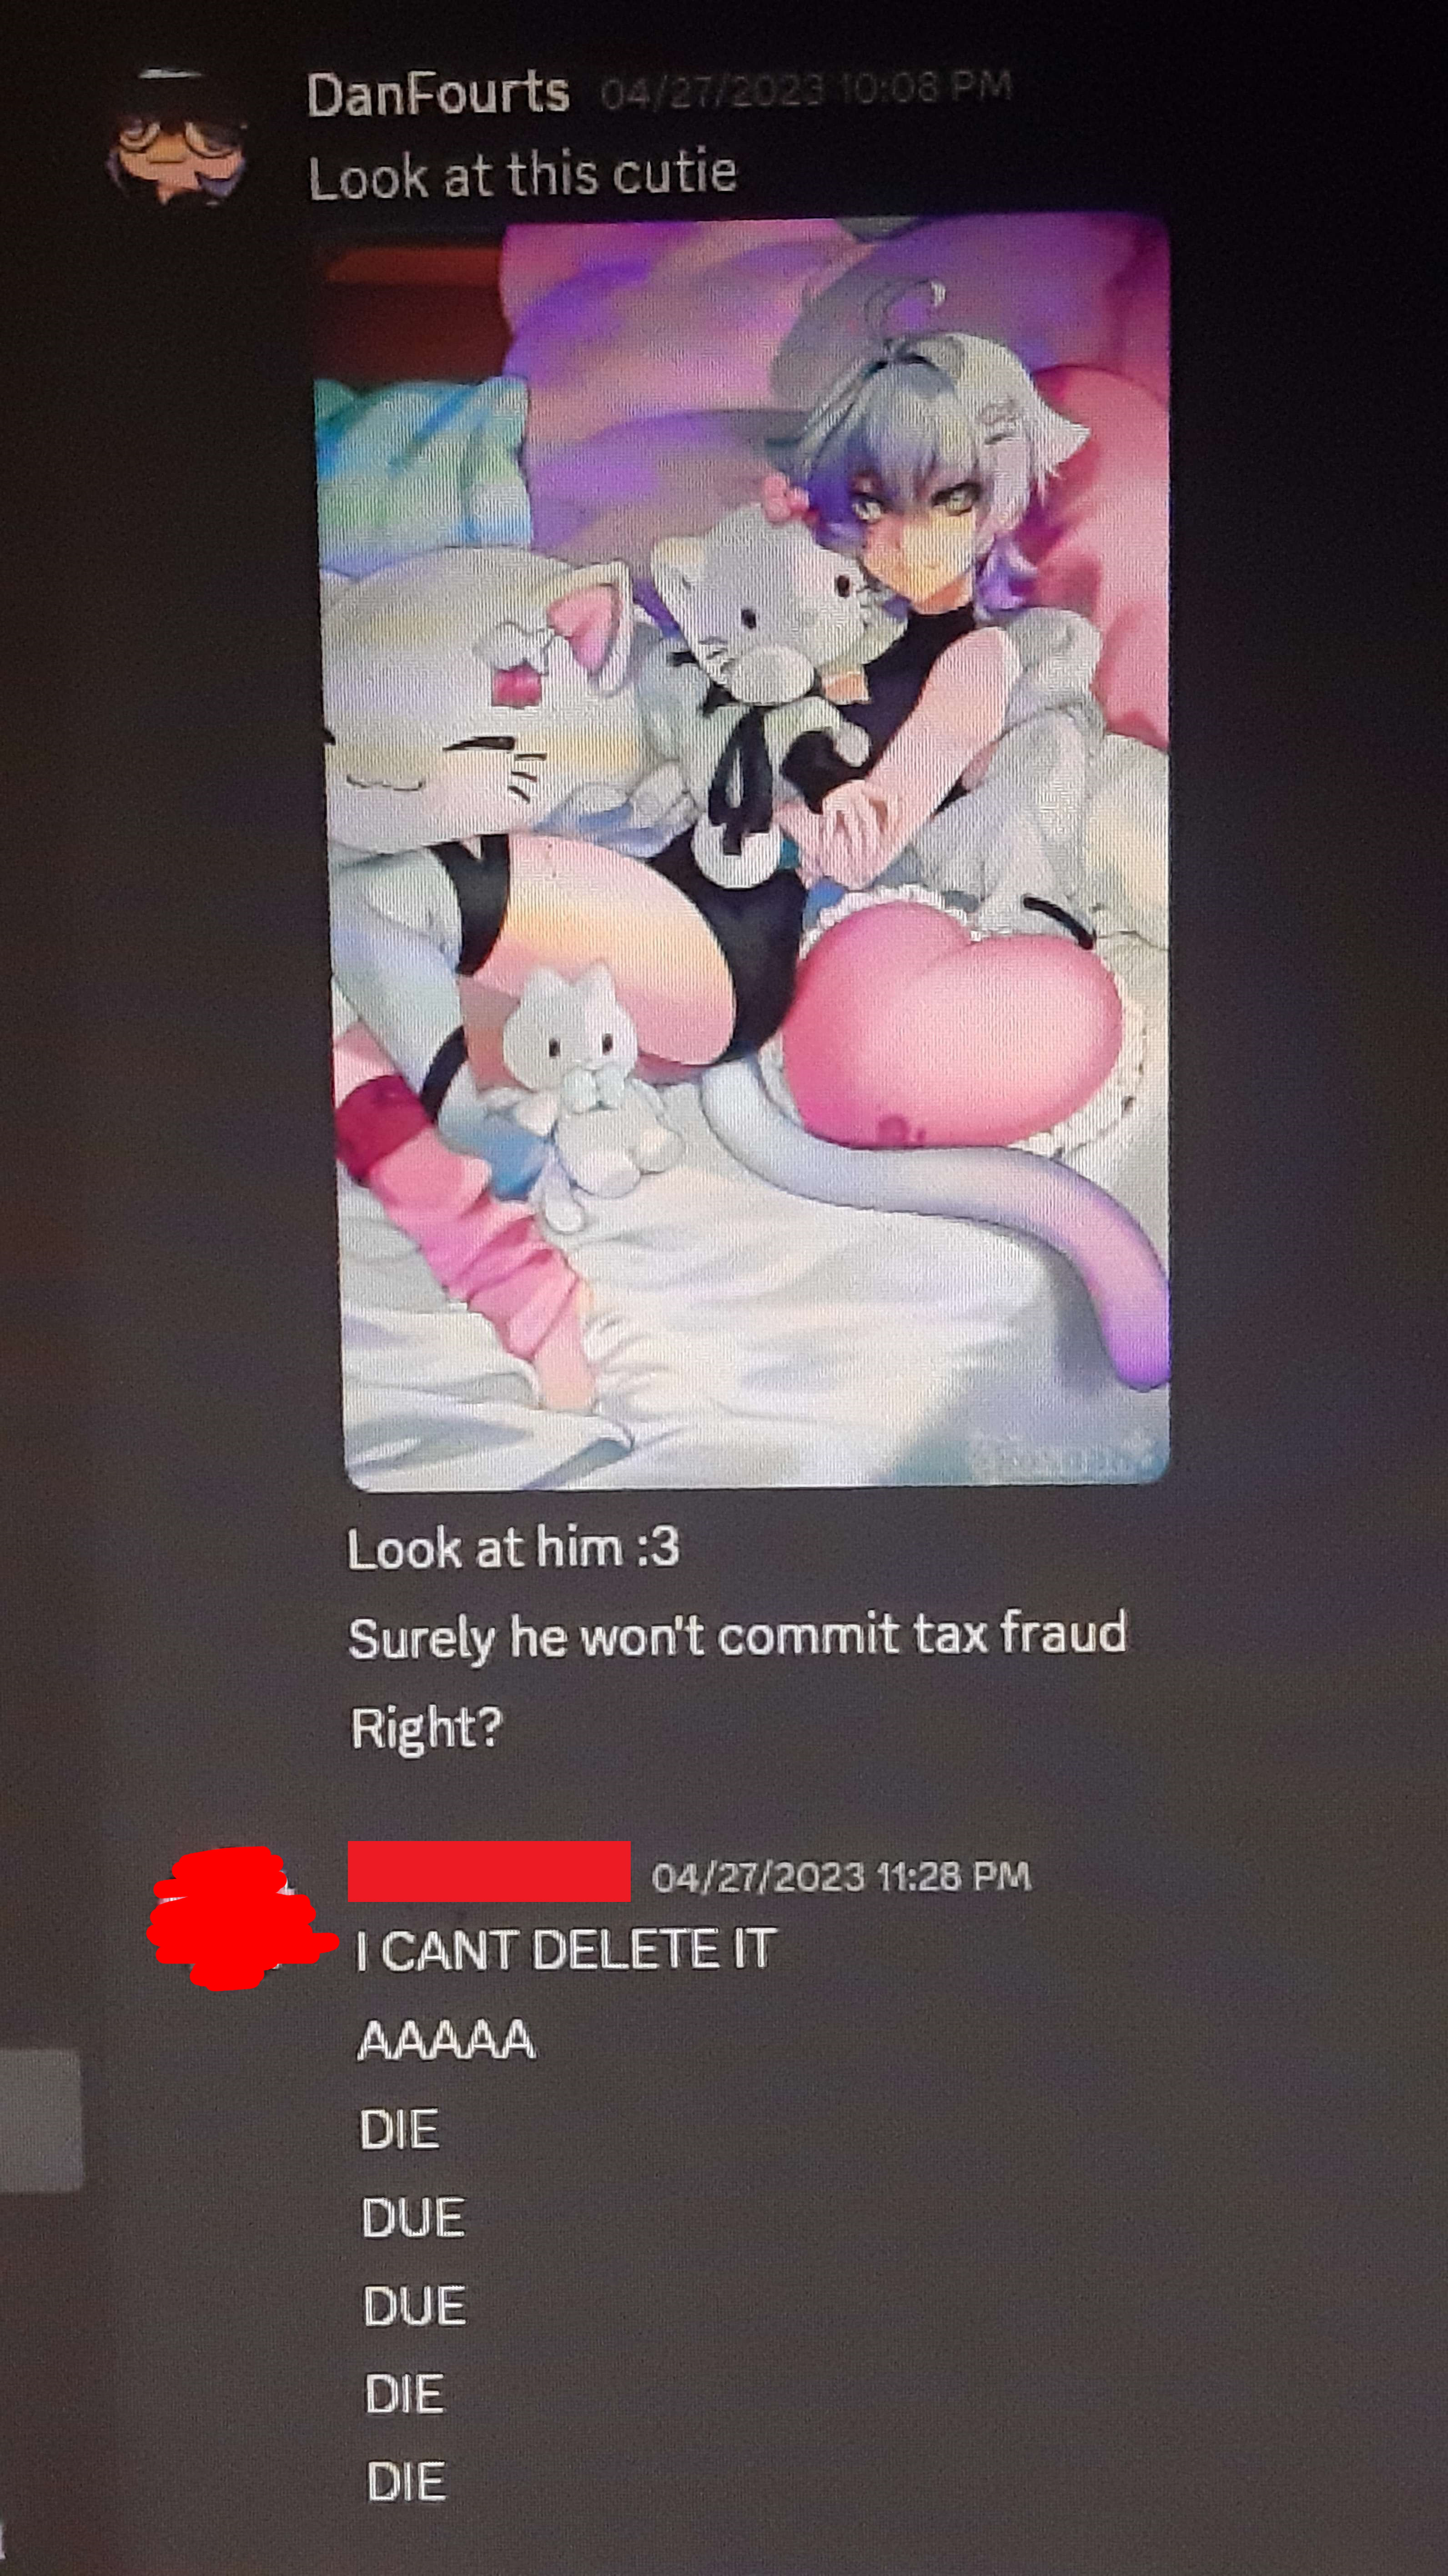 DanFourts 04/27/2023 10:08 PM
Look at this cutie
Look at him :3
Surely he won't commit tax fraud
Right?
04/27/2023 11:28 PM
I CANT DELETE IT
AAAAA
DIE
DUE
DUE
DIE
DIE